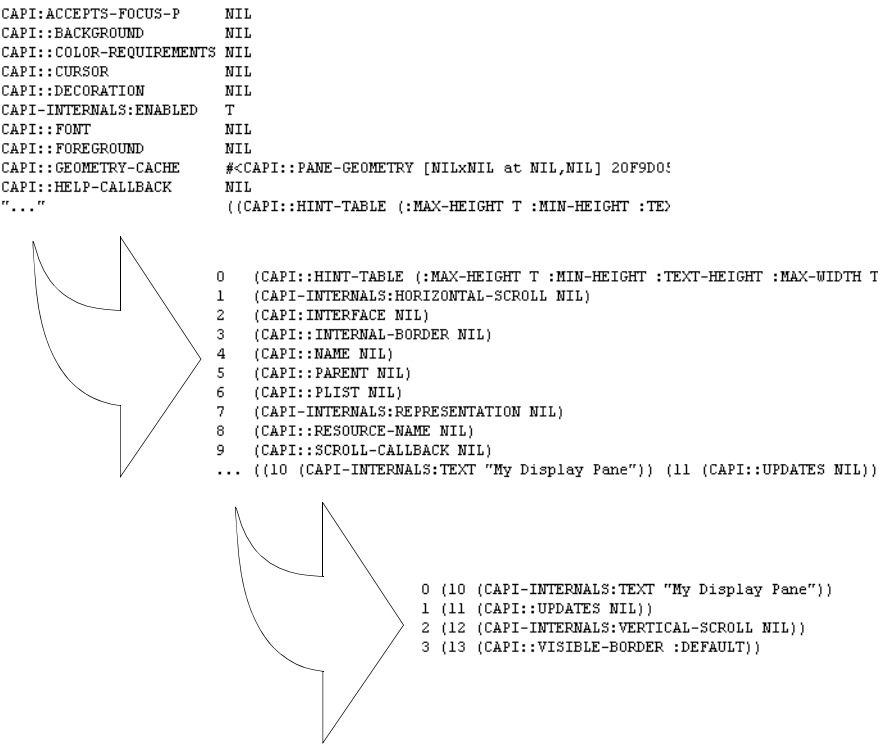 CAPI:ACCEPTS-FOCUS-P NIL
CAPI::BACKGROUND NIL
CAPI::COLOR-REQUIREMENTS NIL
CAPI::CURSOR NIL
CAPI::DECORATION NIL
CAPI-INTERNALS:ENABLED T
CAPI::FONT NIL
CAPI::FOREGROUND NIL
CAPI::GEOMETRY-CACHE #<CAPI::PANE-GEOMETRY [NILxNIL at NIL,NIL] 20F9D05
CAPI::HELP-CALLBACK NIL
"..." ((CAPI::HINT-TABLE (:MAX-HEIGHT T :MIN-HEIGHT :TEX
0 (CAPI::HINT-TABLE (:MAX-HEIGHT T :MIN-HEIGHT :TEXT-HEIGHT :MAX-WIDTH T
1 (CAPI-INTERNALS:HORIZONTAL-SCROLL NIL)
2 (CAPI:INTERFACE NIL)
3 (CAPI::INTERNAL-BORDER NIL)
4 (CAPI::NAME NIL)
5 (CAPI::PARENT NIL)
6 (CAPI::PLIST NIL)
7 (CAPI-INTERNALS:REPRESENTATION NIL)
8 (CAPI::RESOURCE-NAME NIL)
9 (CAPI::SCROLL-CALLBACK NIL)
... ((10 (CAPI-INTERNALS:TEXT "My Display Pane")) (11 (CAPI::UPDATES NIL))
0 (10 (CAPI-INTERNALS:TEXT "My Display Pane"))
1 (11 (CAPI::UPDATES NIL))
2 (12 (CAPI-INTERNALS:VERTICAL-SCROLL NIL))
3 (13 (CAPI::VISIBLE-BORDER :DEFAULT))